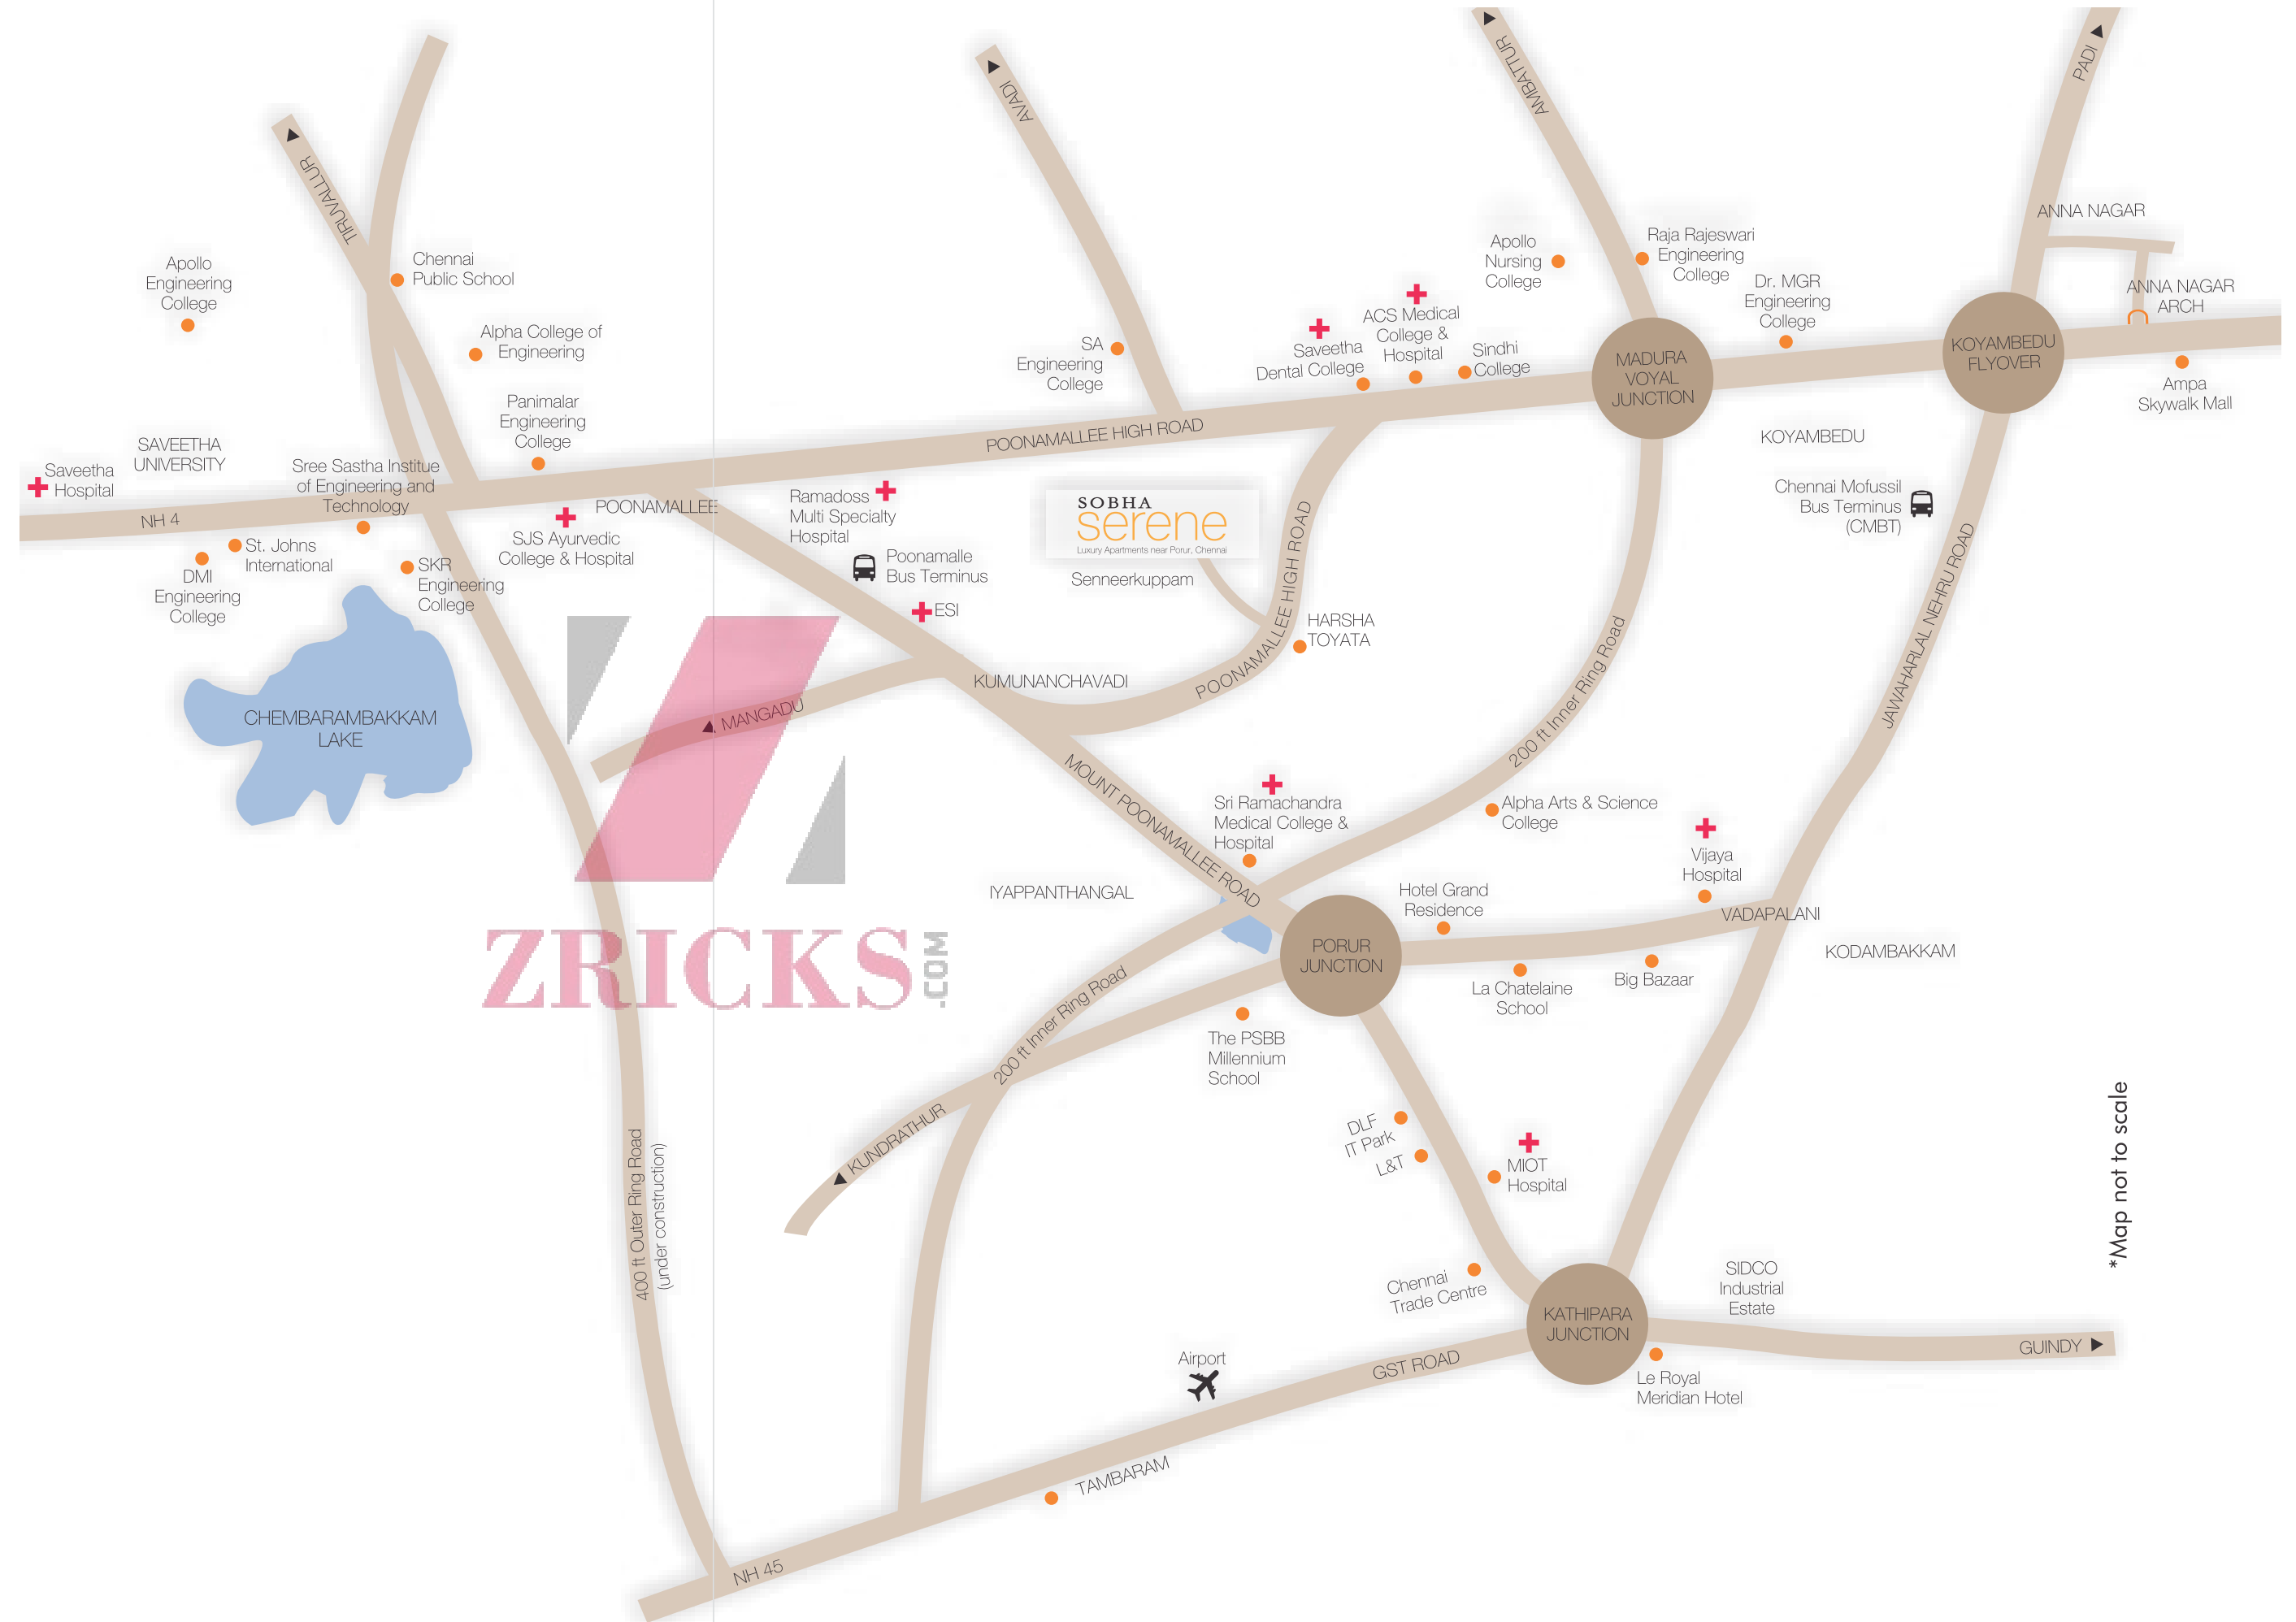 PADI
AMBATTUR
AVADI
TIRUVALLUR
ANNA NAGAR
ANNA NAGAR
ARCH
Apollo
Engineering
College
Chennai
Public School
Alpha College of
Engineering
Panimalar
Engineering
College
SA
Engineering
College
Saveetha
Dental College
ACS Medical
College &
Hospital
Sindhi
College
Apollo
Nursing
College
Raja Rajeswari
Engineering
College
Dr. MGR
Engineering
College
MADURA
VOYAL
JUNCTION
KOYAMBEDU
FLYOVER
Ampa
Skywalk Mall
KOYAMBEDU
Chennai Mofussil
Bus Terminus
(CMBT)
SAVEETHA
UNIVERSITY
Saveetha
Hospital
Sree Sastha Institue
of Engineering and
Technology
NH 4
POONAMALLEE HIGH ROAD
POONAMALLEE
SJS Ayurvedic
College & Hospital
Ramadoss
Multi Specialty
Hospital
Poonamalle
Bus Terminus
ESI
SOBHA
serene
Luxury Apartments near Porur, Chennai
Senneerkuppam
POONAMALLEE HIGH ROAD
HARSHA
TOYATA
St. Johns
International
DMI
Engineering
College
SKR
Engineering
College
CHEMBARAMBAKKAM
LAKE
MANGADU
KUMUNANCHAVADI
MOUNT POONAMALLEE ROAD
200 ft Inner Ring Road
JAWAHARLAL NEHRU ROAD
Sri Ramachandra
Medical College &
Hospital
Alpha Arts & Science
College
Vijaya
Hospital
IYAPPANTHANGAL
Hotel Grand
Residence
VADAPALANI
KODAMBAKKAM
PORUR
JUNCTION
La Chatelaine
School
Big Bazaar
ZRICKS
.COM
200 ft Inner Ring Road
The PSBB
Millennium
School
KUNDRATHUR
DLF
IT Park
L&T
MIOT
Hospital
400 ft Outer Ring Road
(under construction)
Chennai
Trade Centre
KATHIPARA
JUNCTION
SIDCO
Industrial
Estate
GUINDY
Le Royal
Meridian Hotel
GST ROAD
Airport
TAMBARAM
NH 45
*Map not to scale